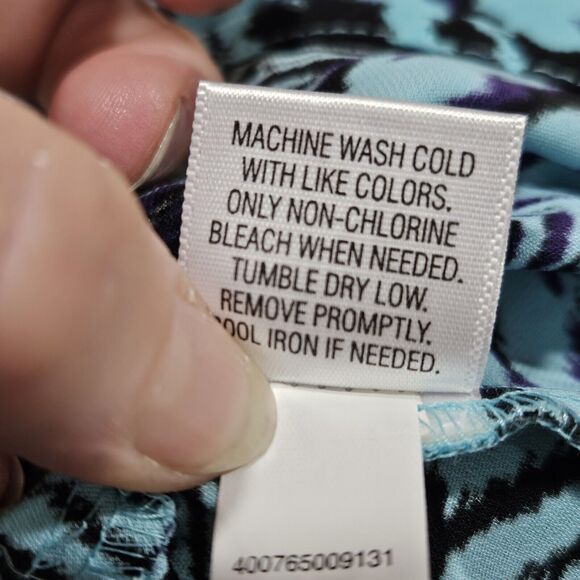 MACHINE WASH COLD
WITH LIKE COLORS.
ONLY NON-CHLORINE
BLEACH WHEN NEEDED.
TUMBLE DRY LOW.
REMOVE PROMPTLY.
COOL IRON IF NEEDED.
400765009131